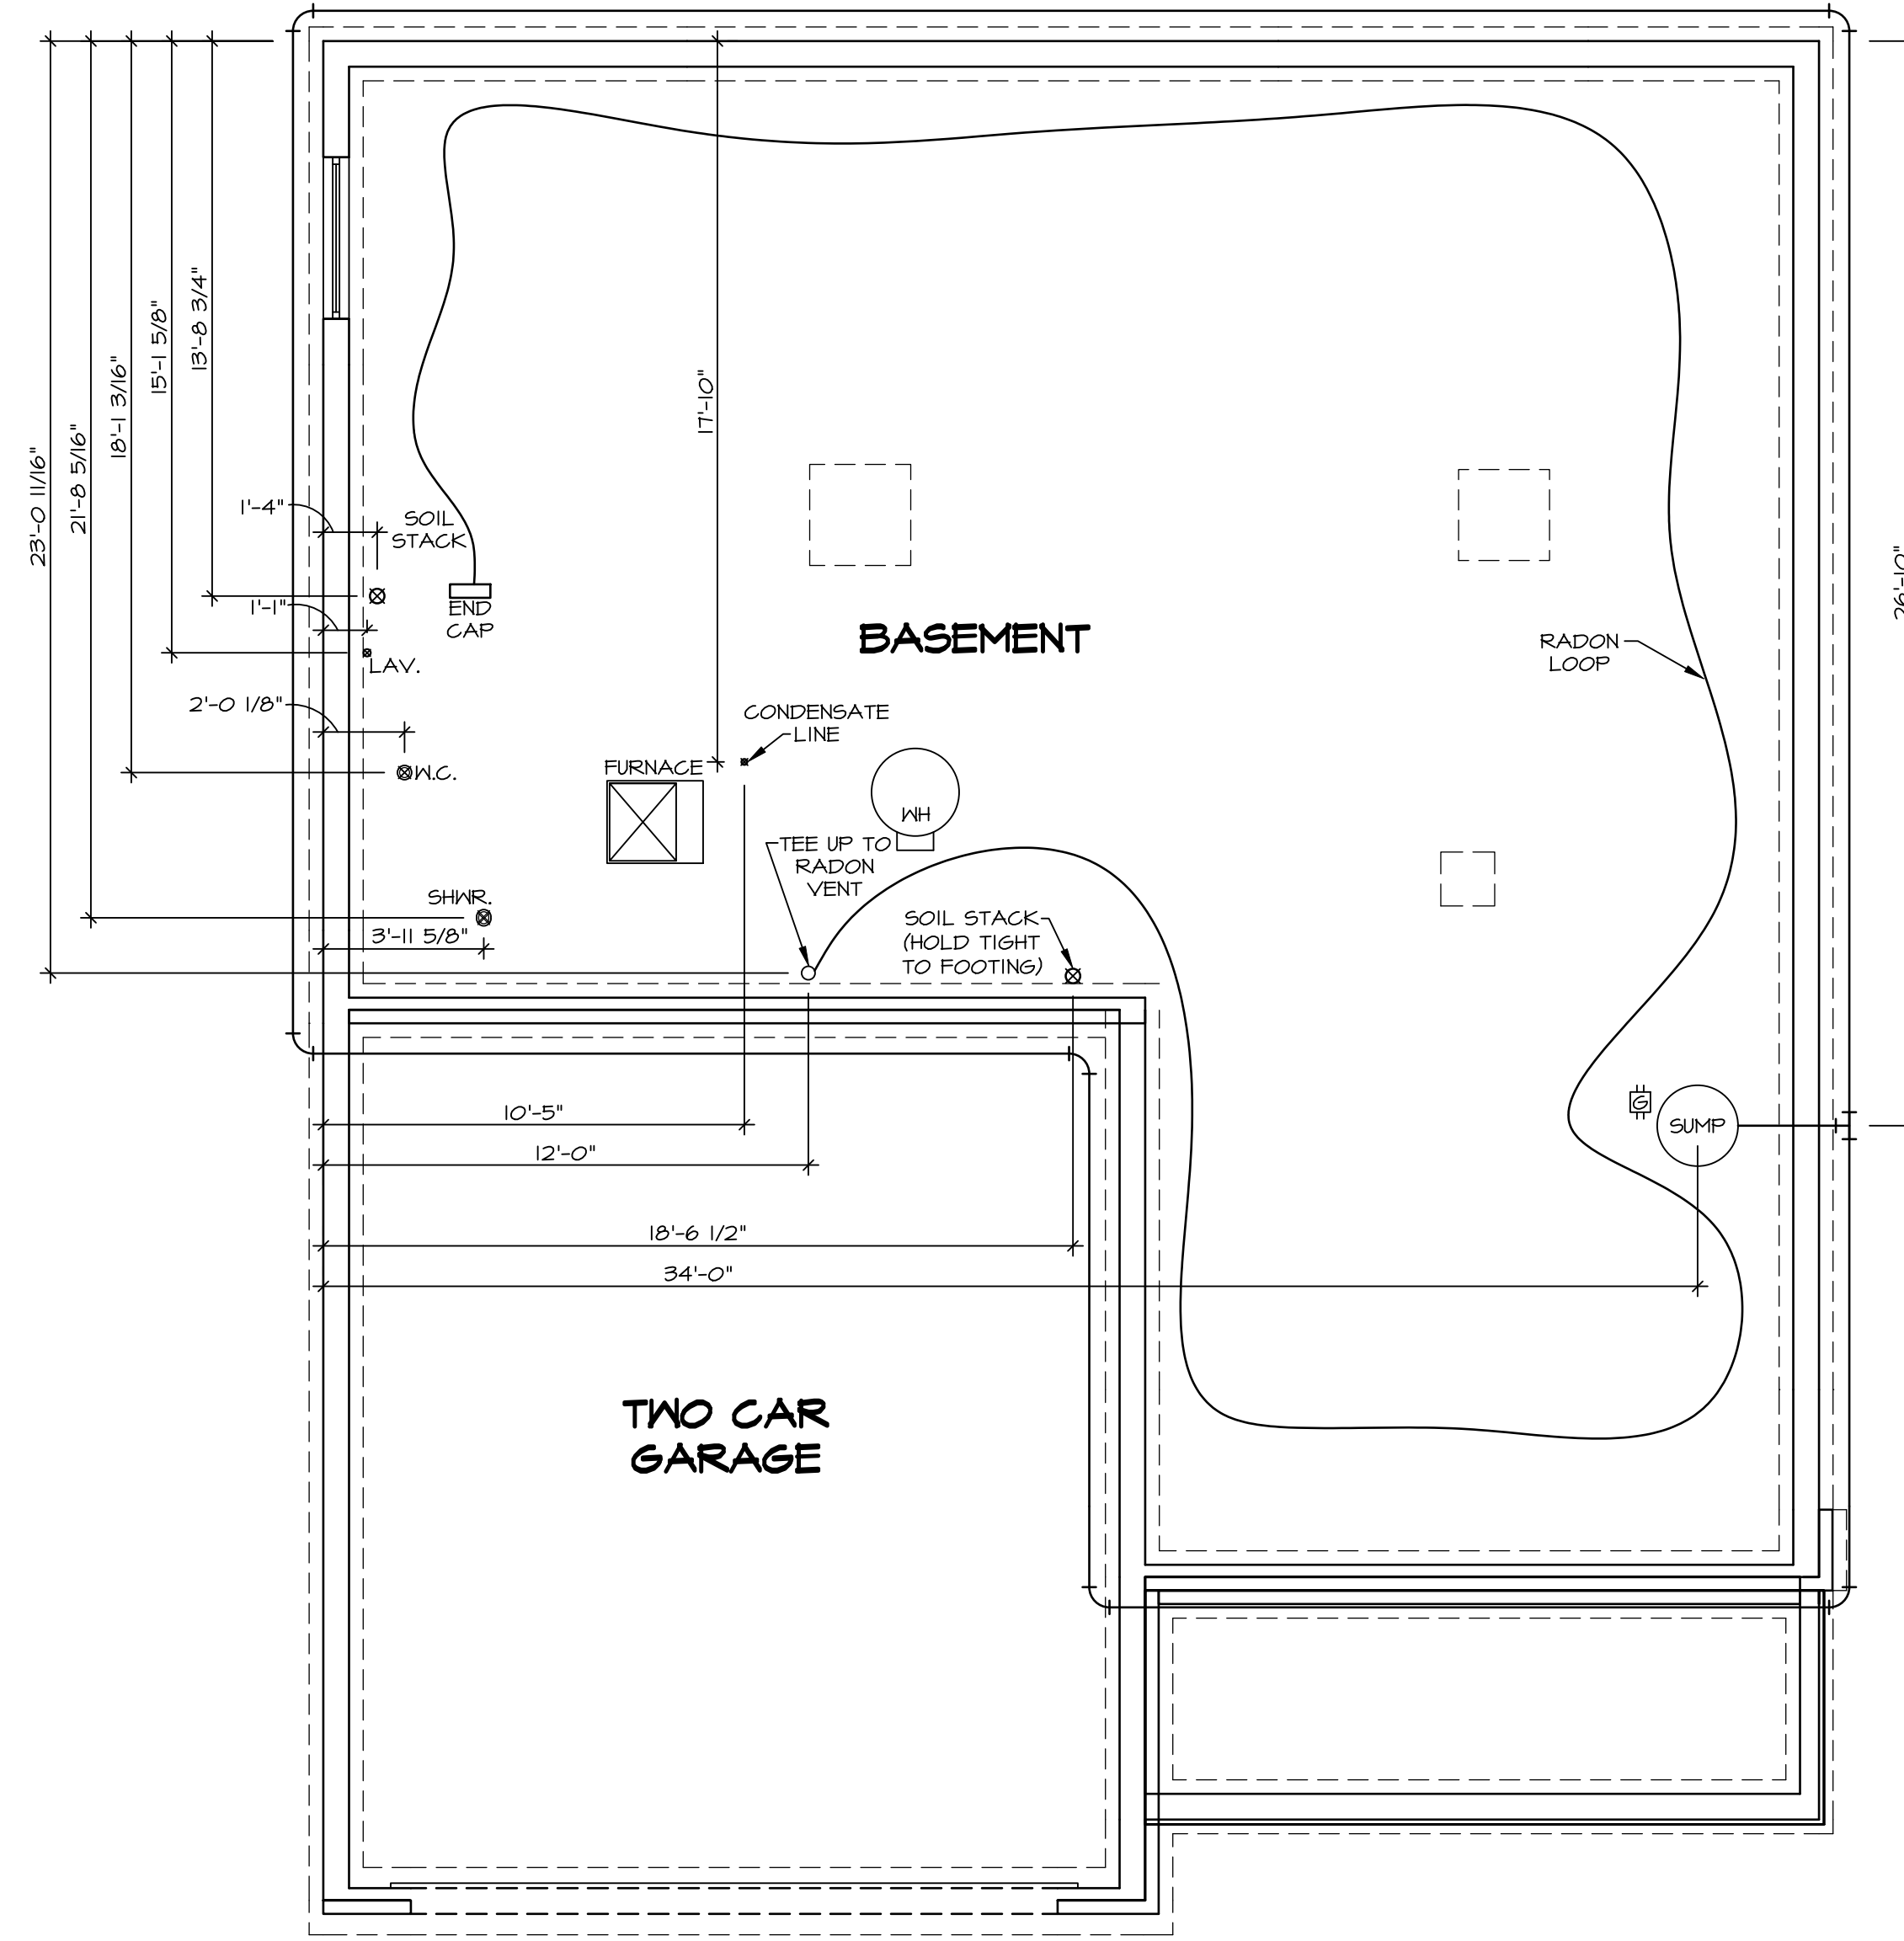 23'-0 11/16"
21'-8 5/16"
18'-1 3/16"
15'-1 5/8"
13'-8 3/4"
17'-10"
26'-10"
1'-4"
SOIL
STACK
1'-1"
END
CAP
LAV.
BASEMENT
RADON
LOOP
2'-0 1/8"
CONDENSATE
LINE
W.C.
FURNACE
WH
TEE UP TO
RADON
VENT
SHWR.
3'-11 5/8"
SOIL STACK
(HOLD TIGHT
TO FOOTING)
G
SUMP
10'-5"
12'-0"
18'-6 1/2"
34'-0"
TWO CAR
GARAGE